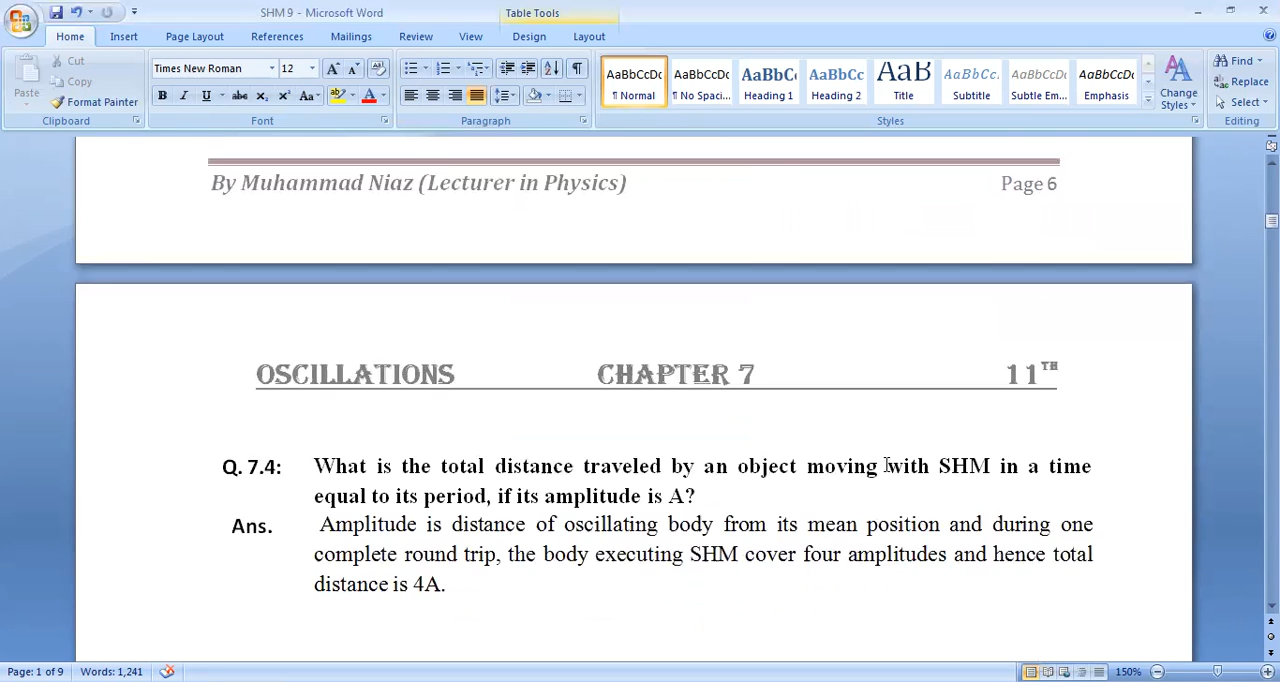 SHM 9 - Microsoft Word
Table Tools
Home Insert Page Layout References Mailings Review View Design Layout
Paste
Cut
Copy
Format Painter
Clipboard
Times New Roman 12
Font
Paragraph
AaBbCcDc AaBbCcDc AaBbC AaBbCc AaB AaBbCc. AaBbCcDc AaBbCcDc
¶ Normal ¶ No Spaci... Heading 1 Heading 2 Title Subtitle Subtle Em... Emphasis
Change Styles
Styles
Find
Replace
Select
Editing
By Muhammad Niaz (Lecturer in Physics) Page 6
OSCILLATIONS CHAPTER 7 11TH
Q. 7.4: What is the total distance traveled by an object moving with SHM in a time
equal to its period, if its amplitude is A?
Ans. Amplitude is distance of oscillating body from its mean position and during one
complete round trip, the body executing SHM cover four amplitudes and hence total
distance is 4A.
Page: 1 of 9 Words: 1,241 150%